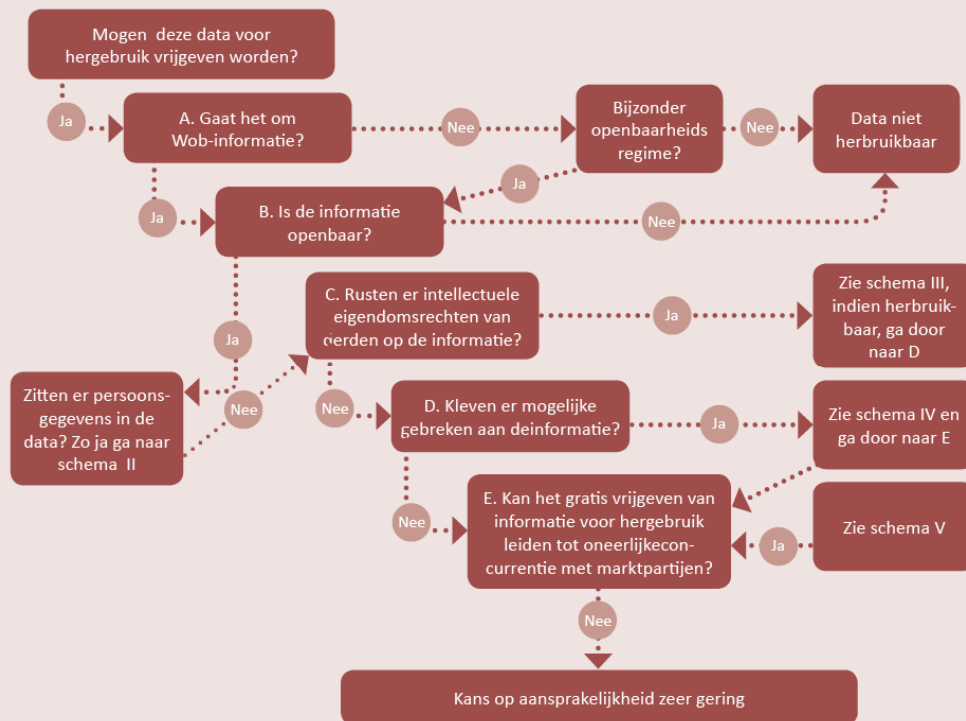 Mogen deze data voor
hergebruik vrijgeven worden?
Ja
A. Gaat het om
Wob-informatie?
Nee
Bijzonder
openbaarheids
regime?
Nee
Data niet
herbruikbaar
Ja
Ja
B. Is de informatie
openbaar?
Nee
Ja
C. Rusten er intellectuele
eigendomsrechten van
derden op de informatie?
Ja
Zie schema III,
indien herbruik-
baar, ga door
naar D
Zitten er persoons-
gegevens in de
data? Zo ja ga naar
schema II
Nee
Nee
D. Kleven er mogelijke
gebreken aan deinformatie?
Ja
Zie schema IV en
ga door naar E
Nee
E. Kan het gratis vrijgeven van
informatie voor hergebruik
leiden tot oneerlijkecon-
currentie met marktpartijen?
Ja
Zie schema V
Nee
Kans op aansprakelijkheid zeer gering